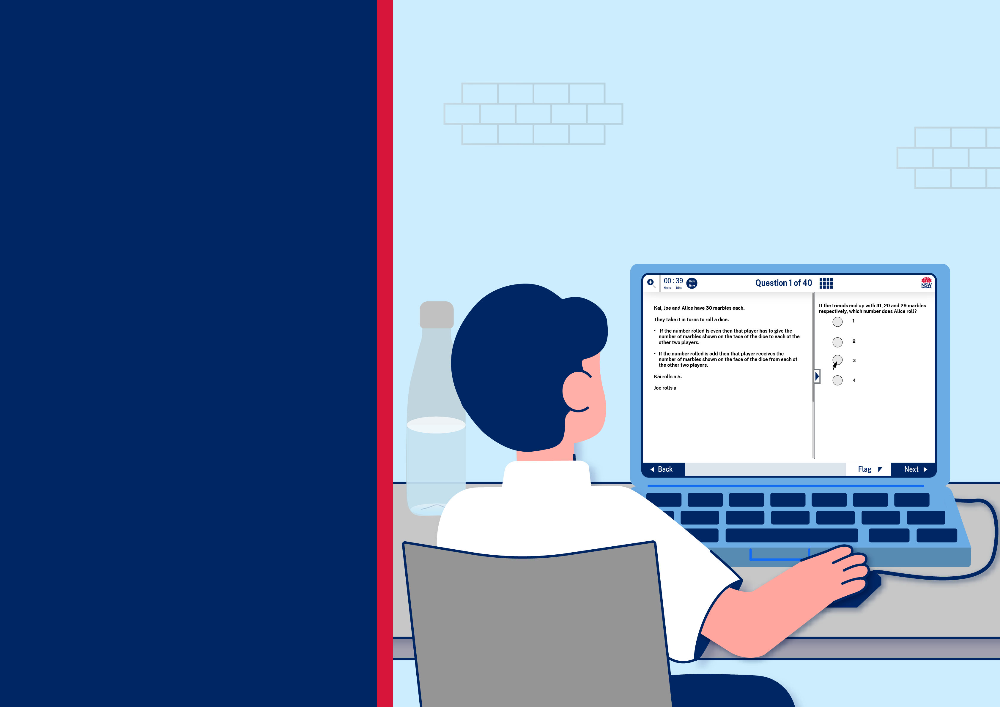 00 : 39
Hours Mins
Hide
time
Question 1 of 40
NSW
GOVERNMENT
Kai, Joe and Alice have 30 marbles each.
They take it in turns to roll a dice.
• If the number rolled is even then that player has to give the
number of marbles shown on the face of the dice to each of the
other two players.
• If the number rolled is odd then that player receives the
number of marbles shown on the face of the dice from each of
the other two players.
Kai rolls a 5.
Joe rolls a
If the friends end up with 41, 20 and 29 marbles
respectively, which number does Alice roll?
1
2
3
4
Back
Flag
Next